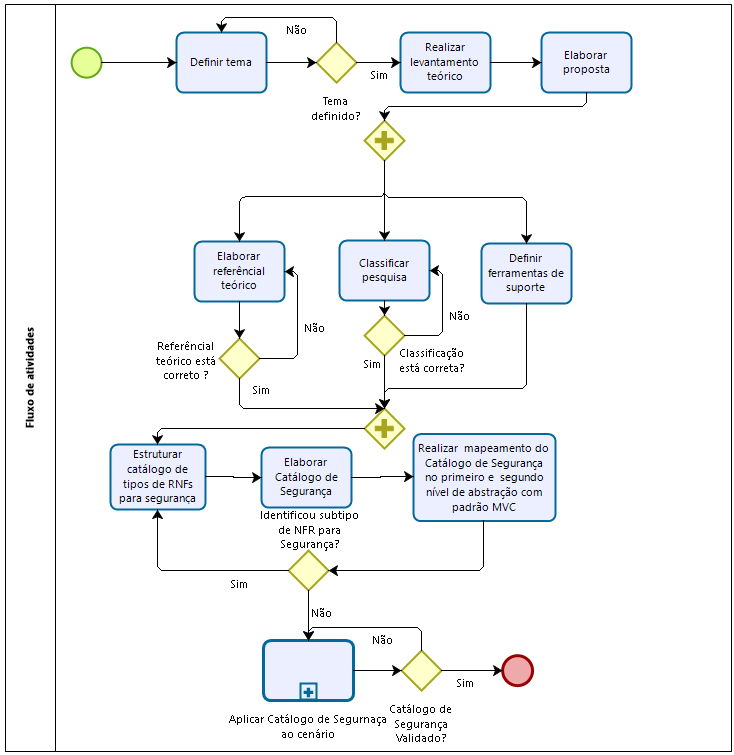 Fluxo de atividades
Não
Definir tema
Sim
Tema
definido?
Realizar
levantamento
teórico
Elaborar
proposta
Elaborar
referêncial
teórico
Classificar
pesquisa
Definir
ferramentas de
suporte
Não
Não
Referêncial
teórico está
correto ?
Sim
Sim
Classificação
está correta?
Estruturar
catálogo de
tipos de RNFs
para segurança
Elaborar
Catálogo de
Segurança
Realizar mapeamento do
Catálogo de Segurança
no primeiro e segundo
nível de abstração com
padrão MVC
Identificou subtipo
de NFR para
Segurança?
Sim
Não
Não
Sim
Aplicar Catálogo de Segurnaça
ao cenário
Catálogo de
Segurança
Validado?